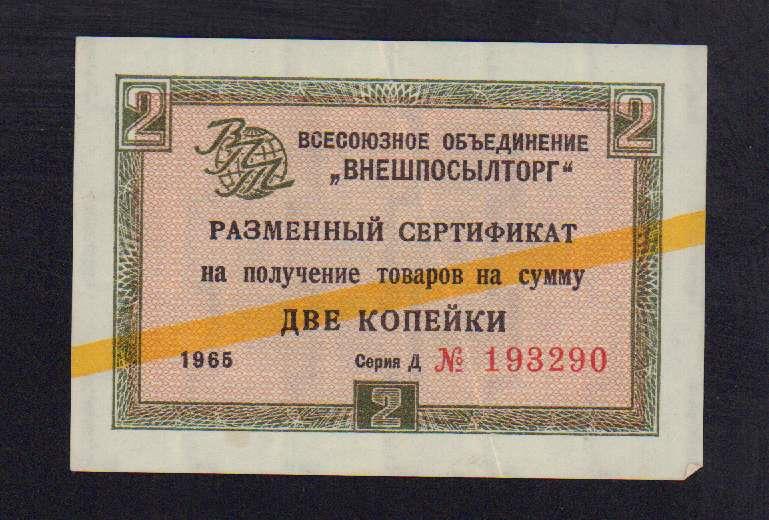 2 2
ВПТ
ВСЕСОЮЗНОЕ ОБЪЕДИНЕНИЕ
„ВНЕШПОСЫЛТОРГ“
РАЗМЕННЫЙ СЕРТИФИКАТ
на получение товаров на сумму
ДВЕ КОПЕЙКИ
1965 Серия Д № 193290
2